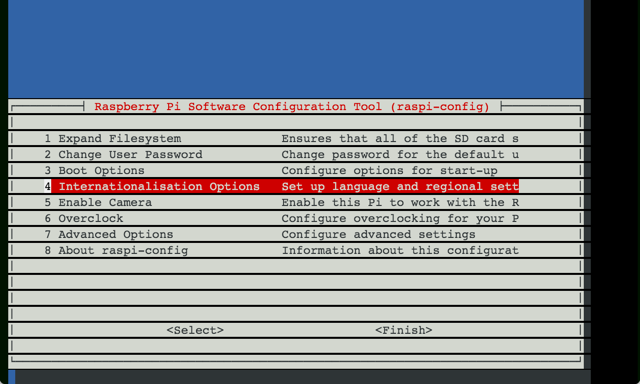 Raspberry Pi Software Configuration Tool (raspi-config)
1 Expand Filesystem Ensures that all of the SD card s
2 Change User Password Change password for the default u
3 Boot Options Configure options for start-up
4 Internationalisation Options Set up language and regional sett
5 Enable Camera Enable this Pi to work with the R
6 Overclock Configure overclocking for your P
7 Advanced Options Configure advanced settings
8 About raspi-config Information about this configurat
<Select> <Finish>